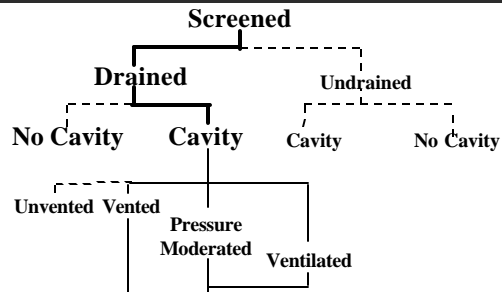 Screened
Drained
Undrained
No Cavity
Cavity
Cavity
No Cavity
Unvented
Vented
Pressure
Moderated
Ventilated